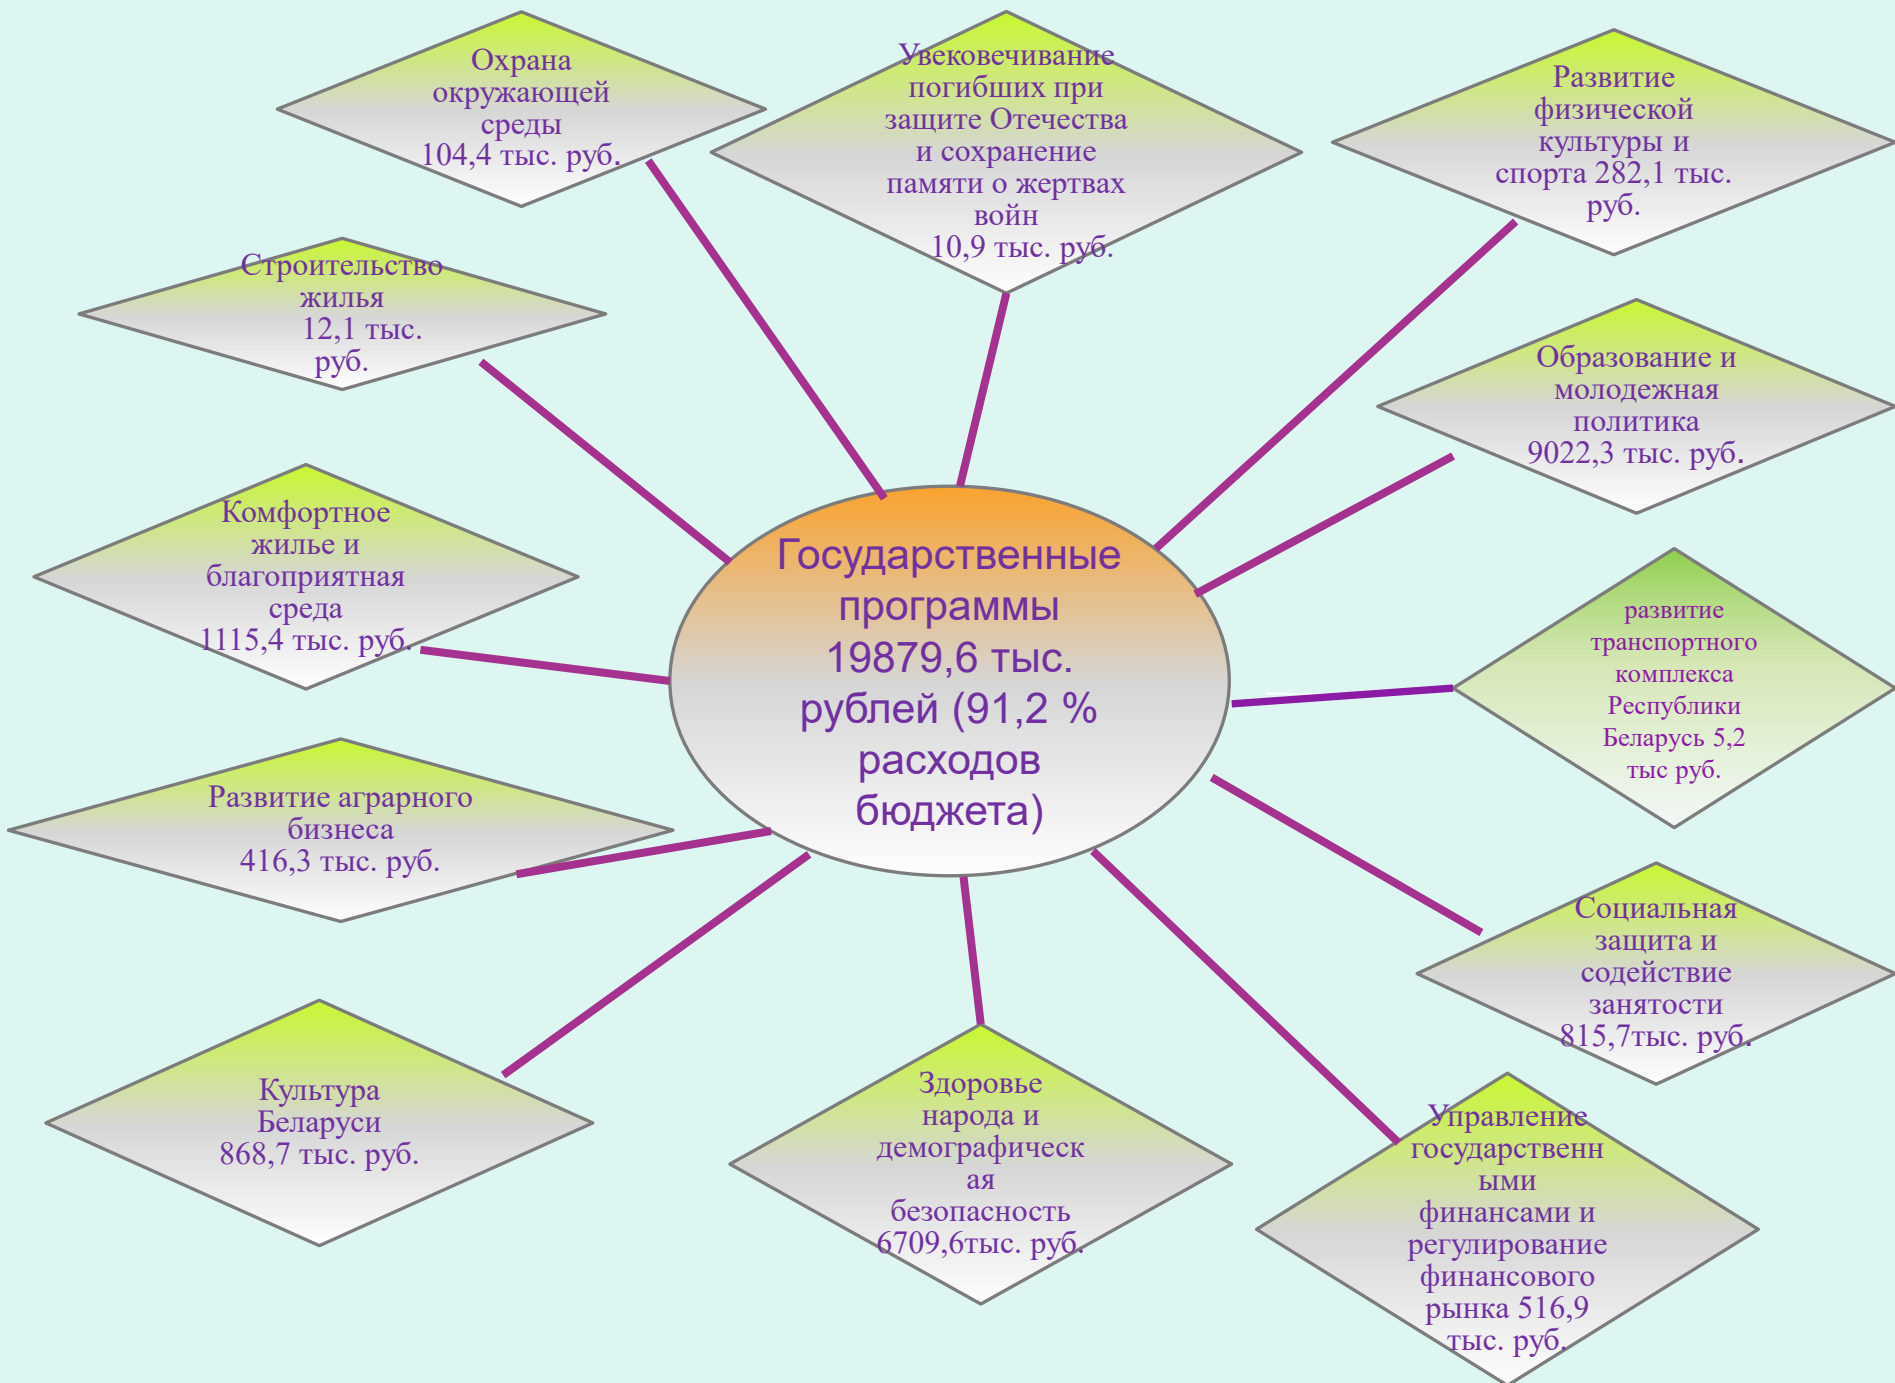 Охрана
окружающей
среды
104,4 тыс. руб.
Увековечивание
погибших при
защите Отечества
и сохранение
памяти о жертвах
войн
10,9 тыс. руб.
Развитие
физической
культуры и
спорта 282,1 тыс.
руб.
Строительство
жилья
12,1 тыс.
руб.
Образование и
молодежная
политика
9022,3 тыс. руб.
Комфортное
жилье и
благоприятная
среда
1115,4 тыс. руб.
Государственные
программы
19879,6 тыс.
рублей (91,2 %
расходов
бюджета)
развитие
транспортного
комплекса
Республики
Беларусь 5,2
тыс руб.
Развитие аграрного
бизнеса
416,3 тыс. руб.
Социальная
защита и
содействие
занятости
815,7тыс. руб.
Культура
Беларуси
868,7 тыс. руб.
Здоровье
народа и
демографическ
ая
безопасность
6709,6тыс. руб.
Управление
государственн
ыми
финансами и
регулирование
финансового
рынка 516,9
тыс. руб.